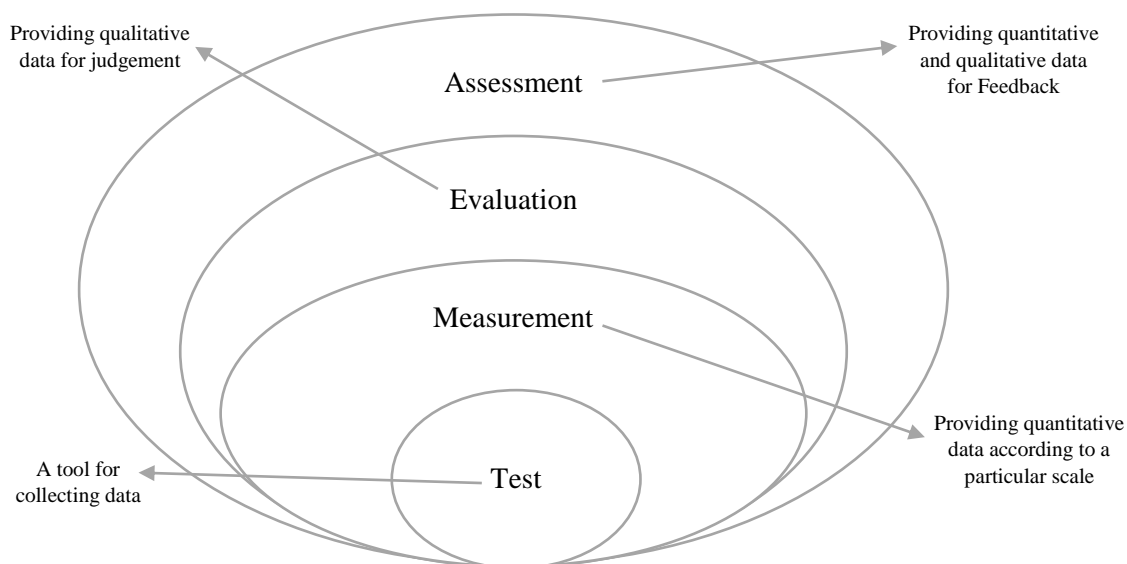 Providing qualitative
data for judgement
Providing quantitative
and qualitative data
for Feedback
Assessment
Evaluation
Measurement
Providing quantitative
data according to a
particular scale
A tool for
collecting data
Test